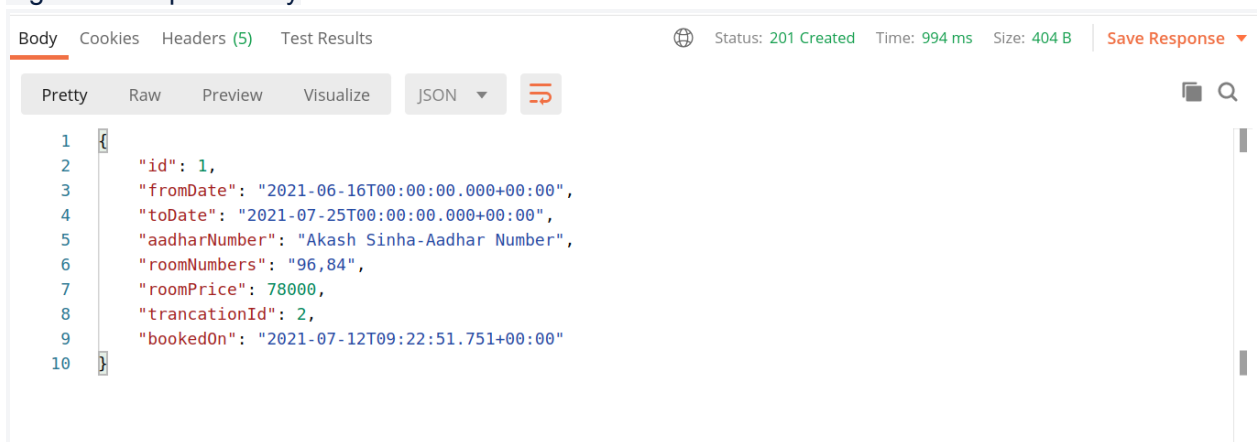 Body Cookies Headers (5) Test Results Status: 201 Created Time: 994 ms Size: 404 B Save Response
Pretty Raw Preview Visualize JSON
1 {
2 "id": 1,
3 "fromDate": "2021-06-16T00:00:00.000+00:00",
4 "toDate": "2021-07-25T00:00:00.000+00:00",
5 "aadharNumber": "Akash Sinha-Aadhar Number",
6 "roomNumbers": "96,84",
7 "roomPrice": 78000,
8 "trancationId": 2,
9 "bookedOn": "2021-07-12T09:22:51.751+00:00"
10 }